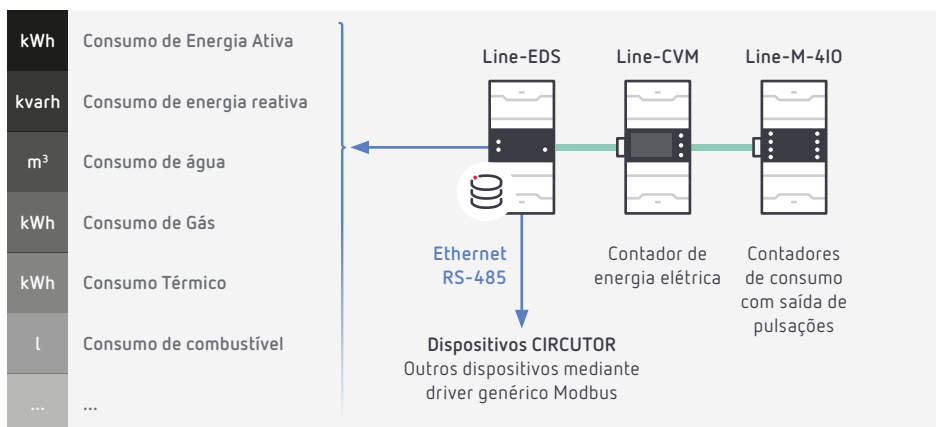 kWh Consumo de Energia Ativa
kvarh Consumo de energia reativa
m³ Consumo de água
kWh Consumo de Gás
kWh Consumo Térmico
l Consumo de combustível
... ...
Line-EDS
Line-CVM
Line-M-4IO
Ethernet
RS-485
Contador de
energia elétrica
Contadores
de consumo
com saída de
pulsações
Dispositivos CIRCUTOR
Outros dispositivos mediante
driver genérico Modbus